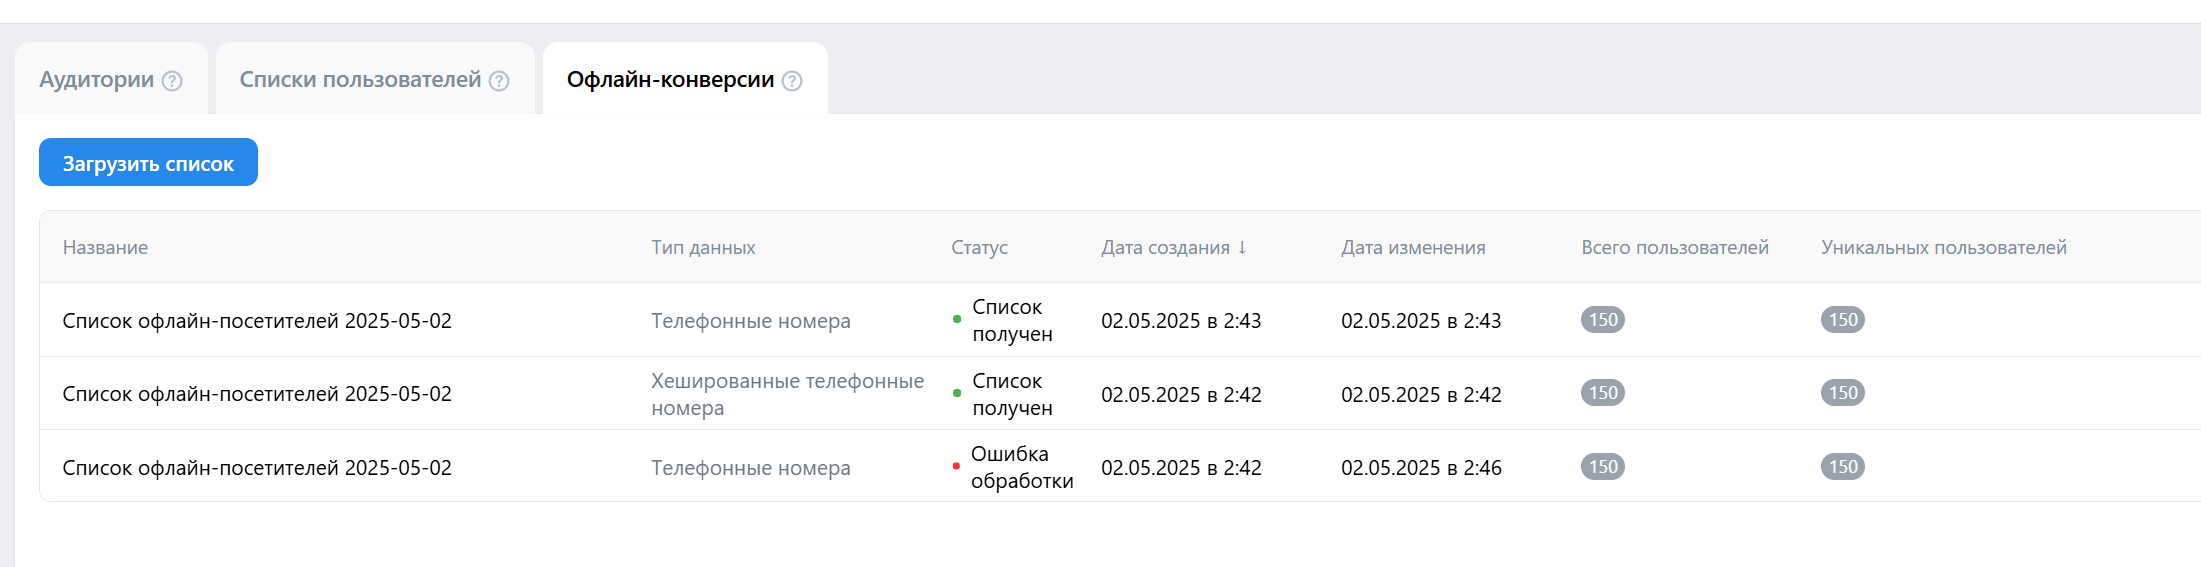 Аудитории ?
Списки пользователей ?
Офлайн-конверсии ?
Загрузить список
Название Тип данных Статус Дата создания ↓ Дата изменения Всего пользователей Уникальных пользователей
Список офлайн-посетителей 2025-05-02 Телефонные номера Список получен 02.05.2025 в 2:43 02.05.2025 в 2:43 150 150
Список офлайн-посетителей 2025-05-02 Хешированные телефонные номера Список получен 02.05.2025 в 2:42 02.05.2025 в 2:42 150 150
Список офлайн-посетителей 2025-05-02 Телефонные номера Ошибка обработки 02.05.2025 в 2:42 02.05.2025 в 2:46 150 150